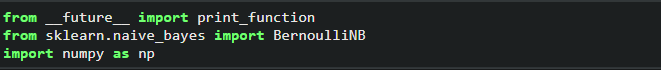 from __future__ import print_function
from sklearn.naive_bayes import BernoulliNB
import numpy as np